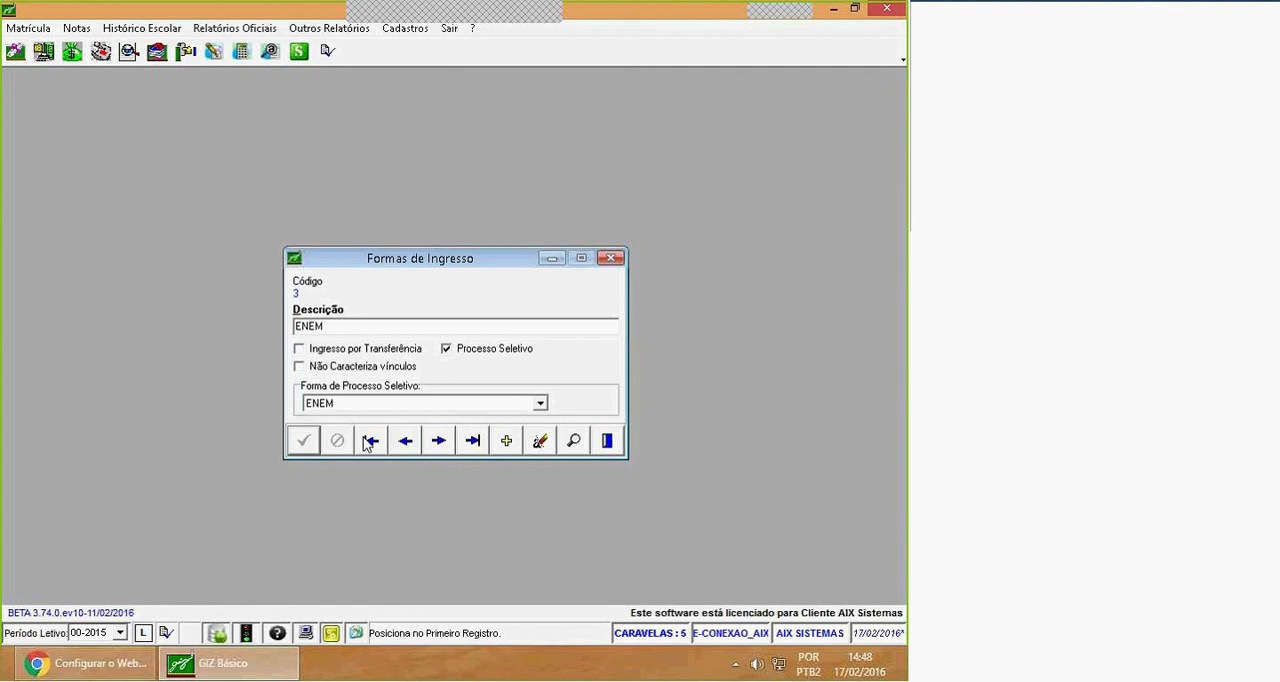 Matrícula Notas Histórico Escolar Relatórios Oficiais Outros Relatórios Cadastros Sair ?
S
Formas de Ingresso
Código
3
Descrição
ENEM
Ingresso por Transferência Processo Seletivo
Não Caracteriza vínculos
Forma de Processo Seletivo:
ENEM
BETA 3.74.0.ev10-11/02/2016 Este software está licenciado para Cliente AIX Sistemas
Período Letivo: 00-2015 L ? Posiciona no Primeiro Registro. CARAVELAS : 5 E-CONEXAO_AIX AIX SISTEMAS 17/02/2016*
Configurar o Web... GIZ Básico POR 14:48
PTB2 17/02/2016